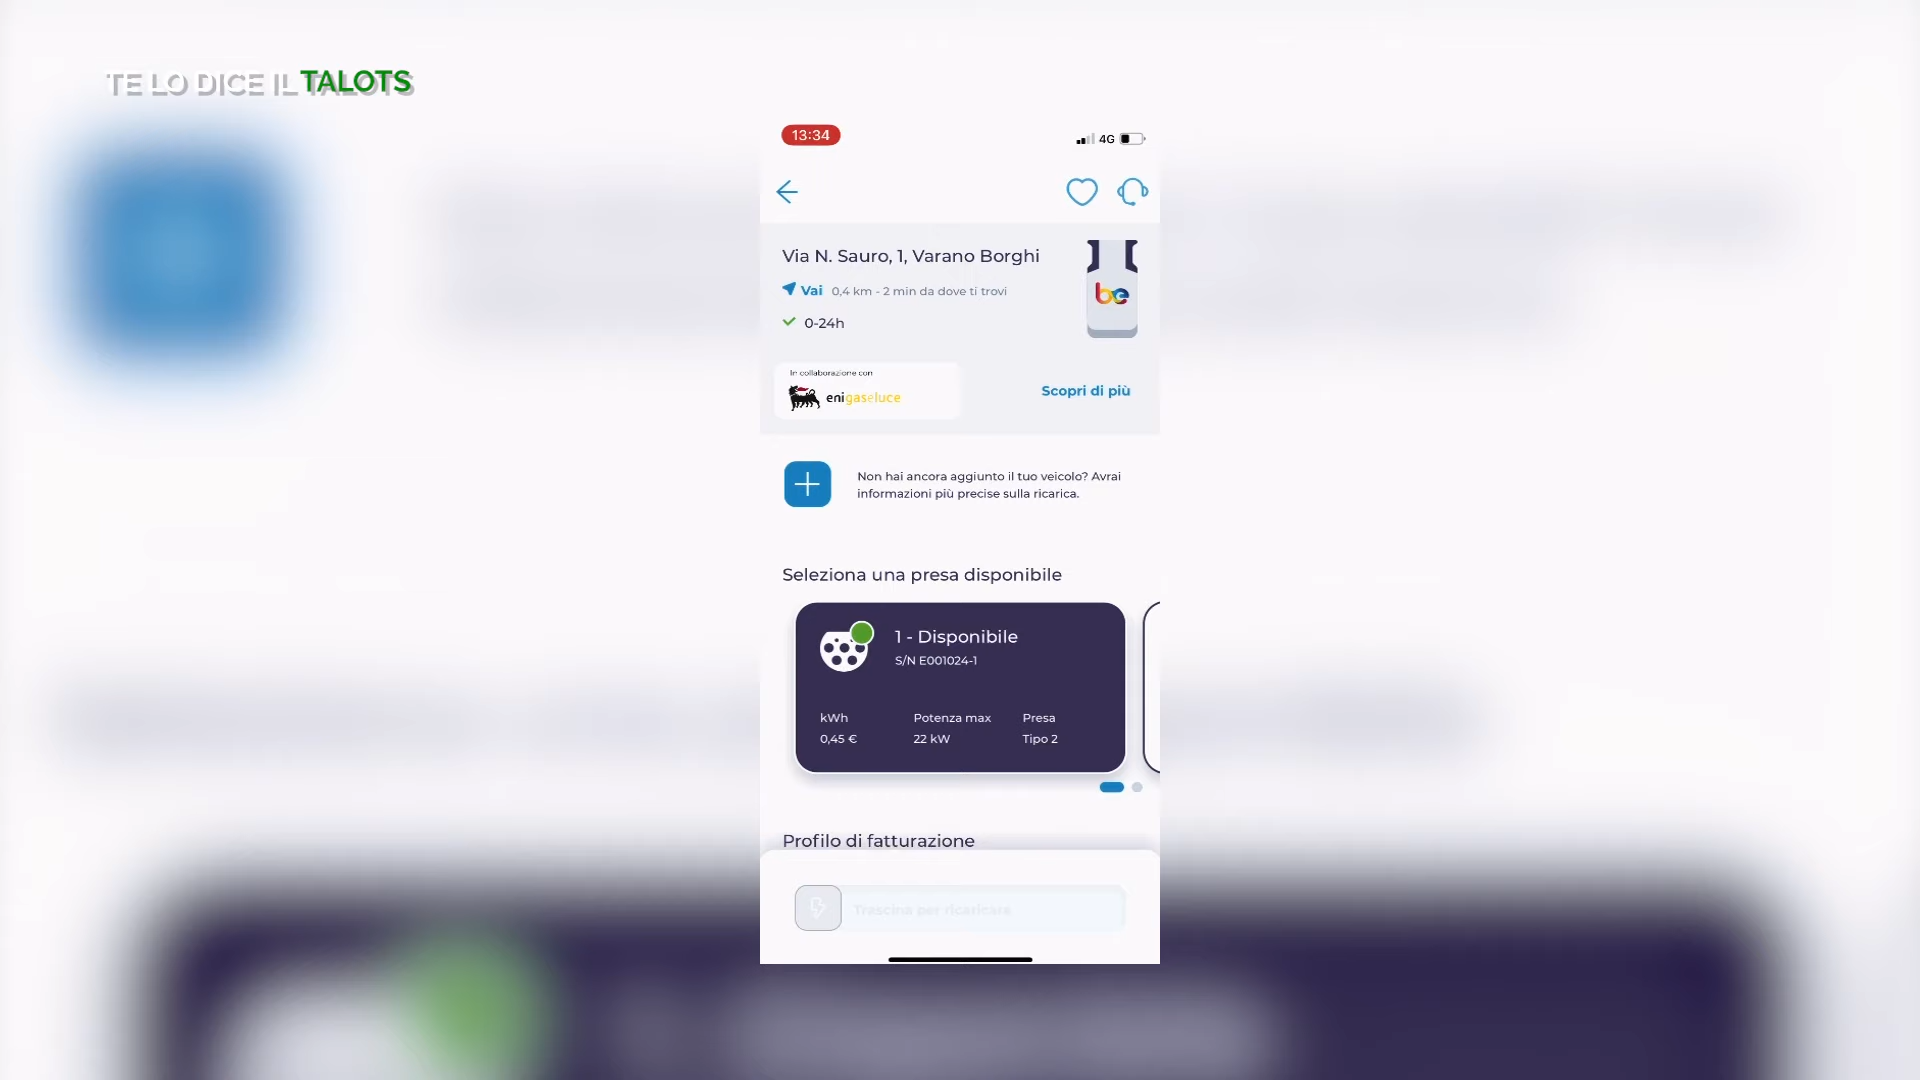 TE LO DICE IL TALOTS
13:34
4G
Via N. Sauro, 1, Varano Borghi
be
Vai 0,4 km - 2 min da dove ti trovi
0-24h
In collaborazione con
enigaseluce
Scopri di più
Non hai ancora aggiunto il tuo veicolo? Avrai
informazioni più precise sulla ricarica.
Seleziona una presa disponibile
1 - Disponibile
S/N E001024-1
kWh Potenza max Presa
0,45 € 22 kW Tipo 2
Profilo di fatturazione
Trascina per ricaricare